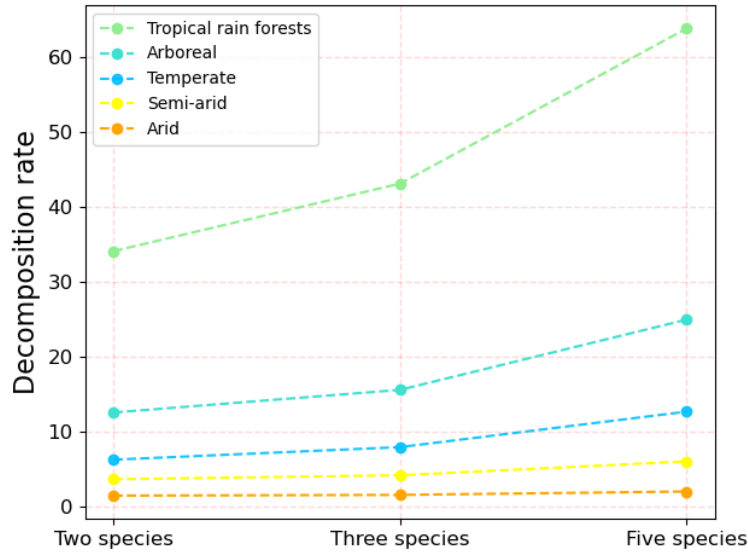 Tropical rain forests
Arboreal
Temperate
Semi-arid
Arid
Decomposition rate
60
50
40
30
20
10
0
Two species
Three species
Five species